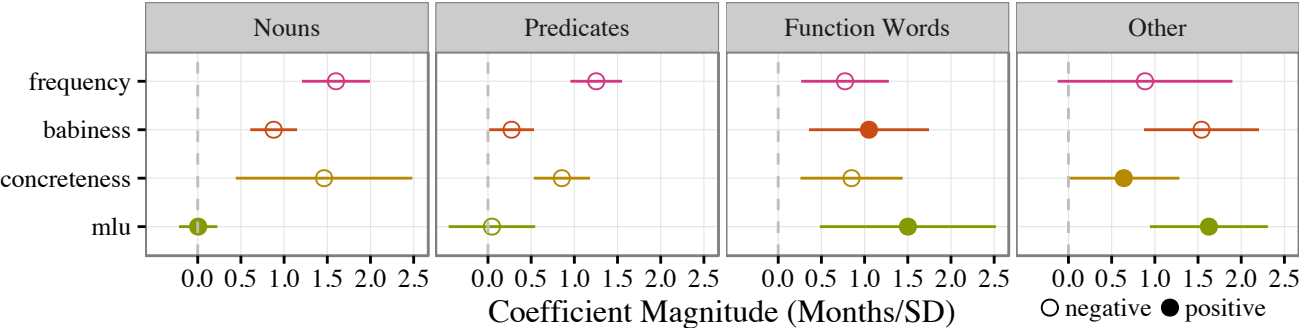 Nouns Predicates Function Words Other
frequency
babiness
concreteness
mlu
0.0 0.5 1.0 1.5 2.0 2.5 0.0 0.5 1.0 1.5 2.0 2.5 0.0 0.5 1.0 1.5 2.0 2.5 0.0 0.5 1.0 1.5 2.0 2.5
Coefficient Magnitude (Months/SD) negative positive